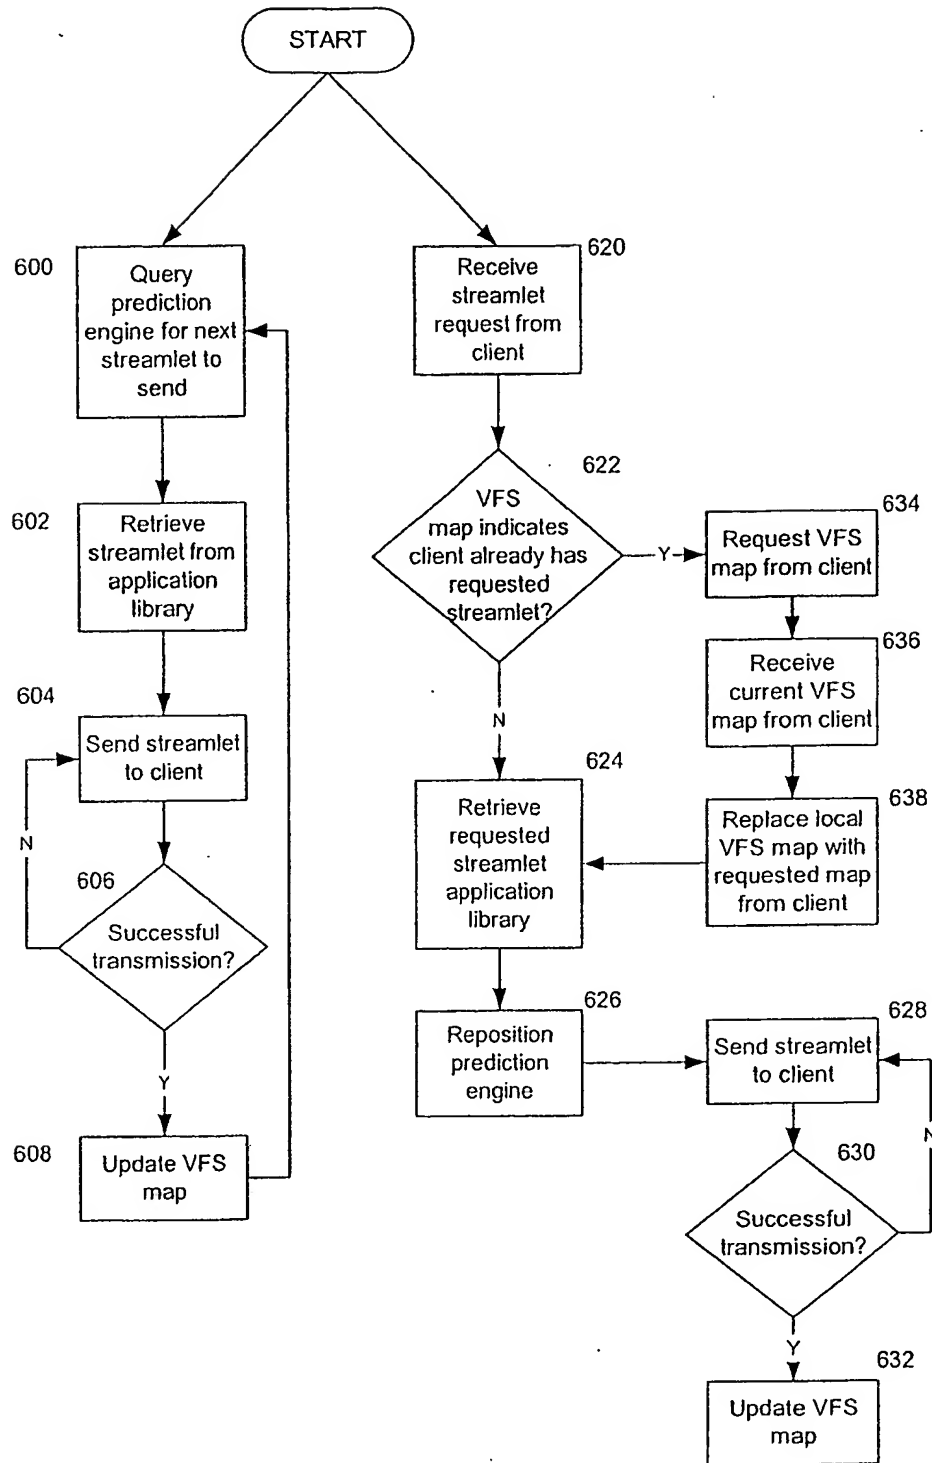 START
600
Query
prediction
engine for next
streamlet to
send
602
Retrieve
streamlet from
application
library
604
Send streamlet
to client
N
606
Successful
transmission?
Y
608
Update VFS
map
620
Receive
streamlet
request from
client
622
VFS
map indicates
client already has
requested
streamlet?
Y
N
634
Request VFS
map from client
636
Receive
current VFS
map from client
638
Replace local
VFS map with
requested map
from client
624
Retrieve
requested
streamlet
application
library
626
Reposition
prediction
engine
628
Send streamlet
to client
N
630
Successful
transmission?
Y
632
Update VFS
map